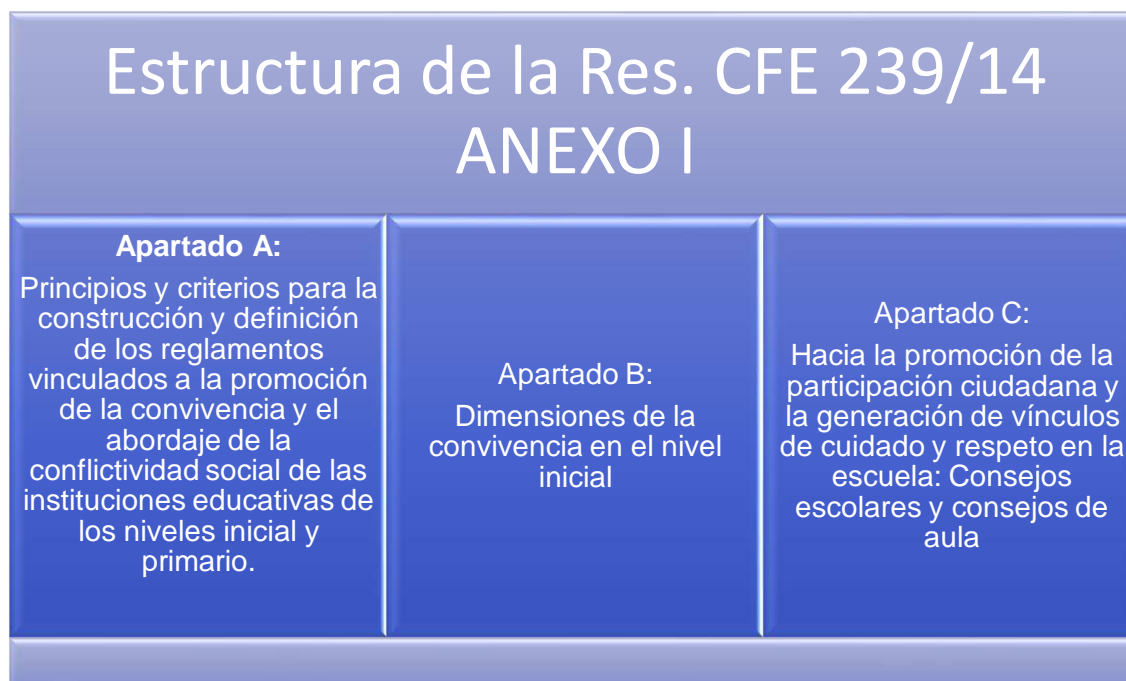 Estructura de la Res. CFE 239/14
ANEXO I
Apartado A:
Principios y criterios para la
construcción y definición
de los reglamentos
vinculados a la promoción
de la convivencia y el
abordaje de la
conflictividad social de las
instituciones educativas de
los niveles inicial y
primario.
Apartado B:
Dimensiones de la
convivencia en el nivel
inicial
Apartado C:
Hacia la promoción de la
participación ciudadana y
la generación de vínculos
de cuidado y respeto en la
escuela: Consejos
escolares y consejos de
aula